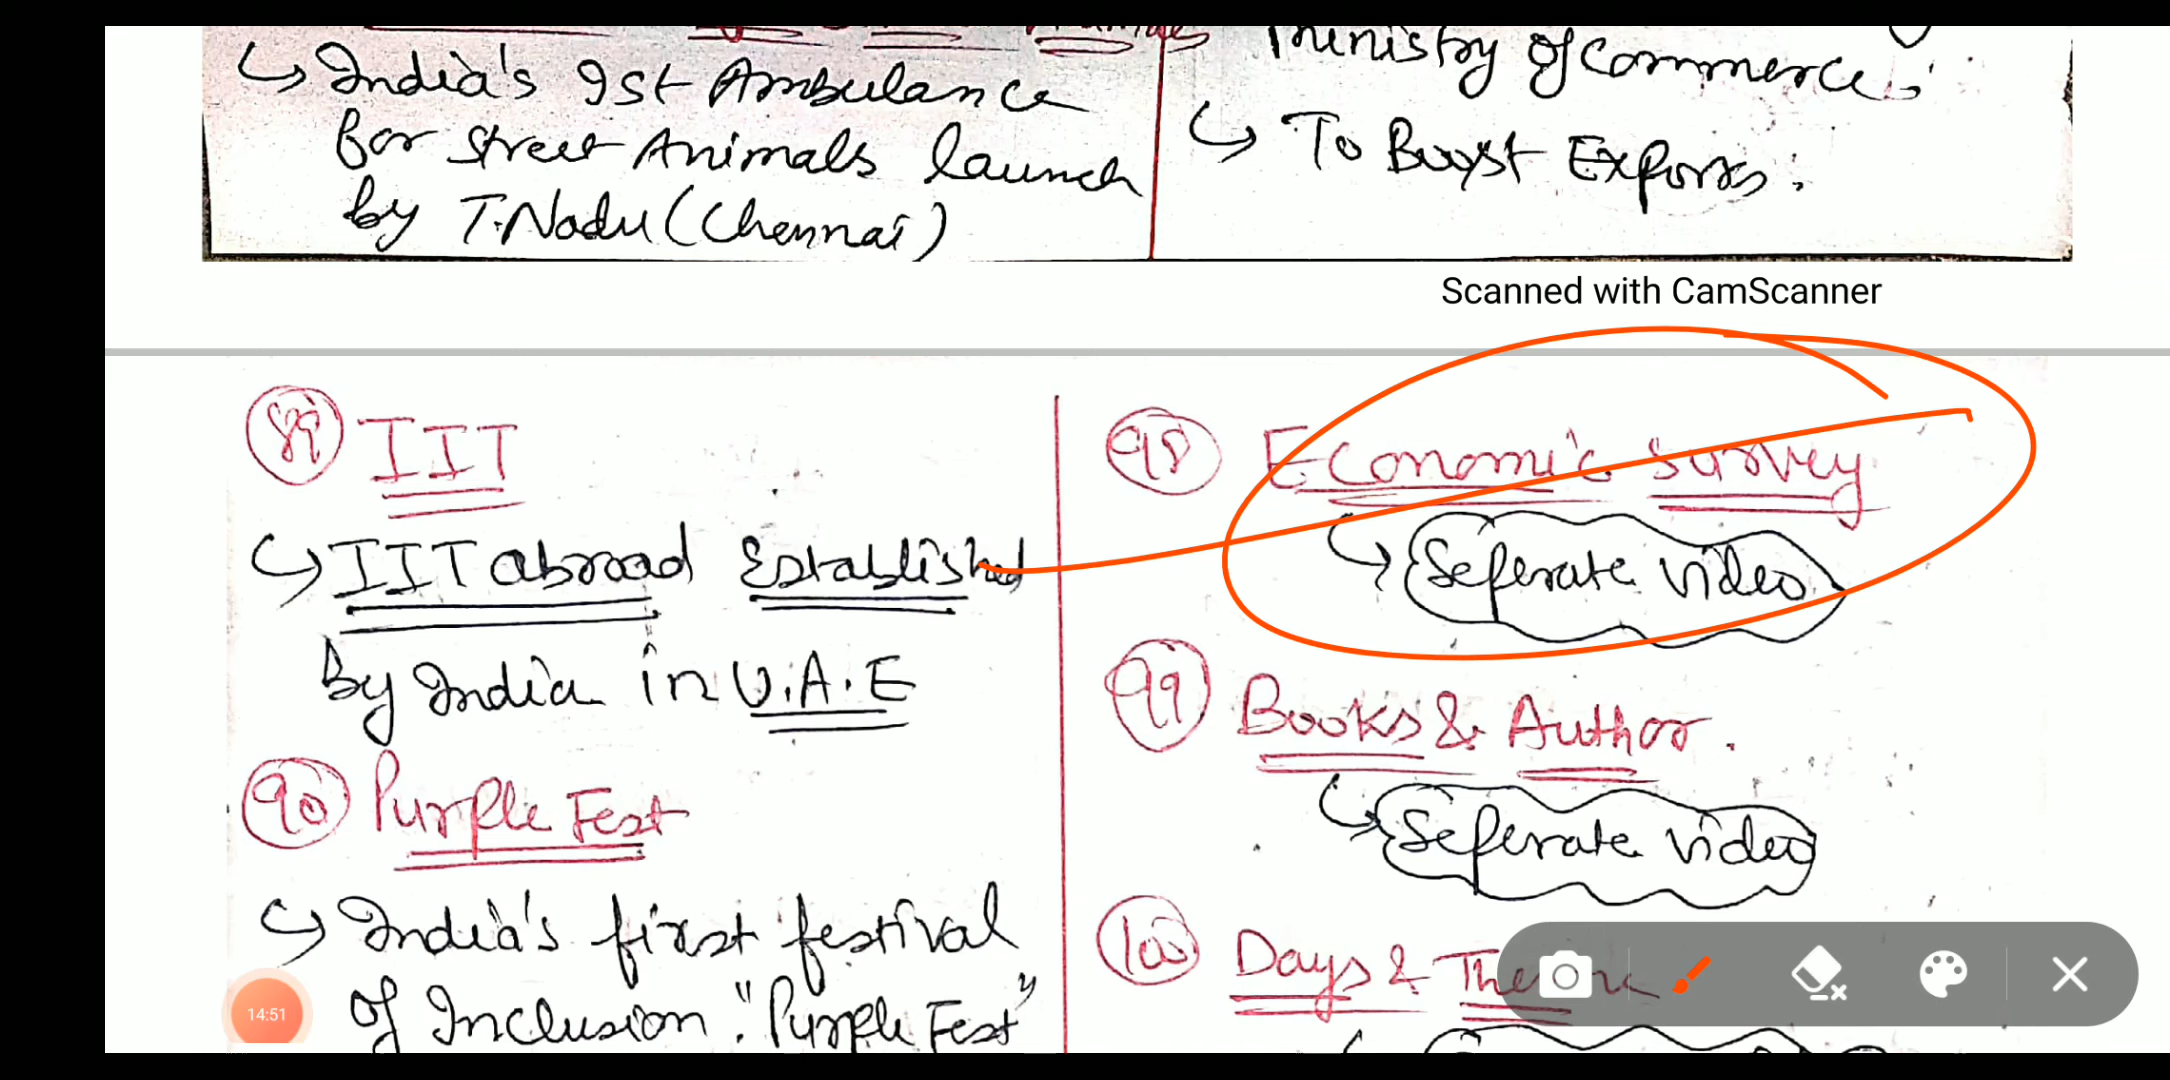 ↳ India's 1st Ambulance
for street Animals launch
by T.Nadu (Chennai)
Ministry of Commerce.
↳ To Boost Exports:
Scanned with CamScanner
89 IIT
↳ IIT abroad Established
By India in U.A.E
90 Purple Fest
↳ India's first festival
of Inclusion. "Purple Fest"
98 Economic Survey
↳ Seperate video
99 Books & Author.
↳ Seperate video
100 Days & Theme
14:51